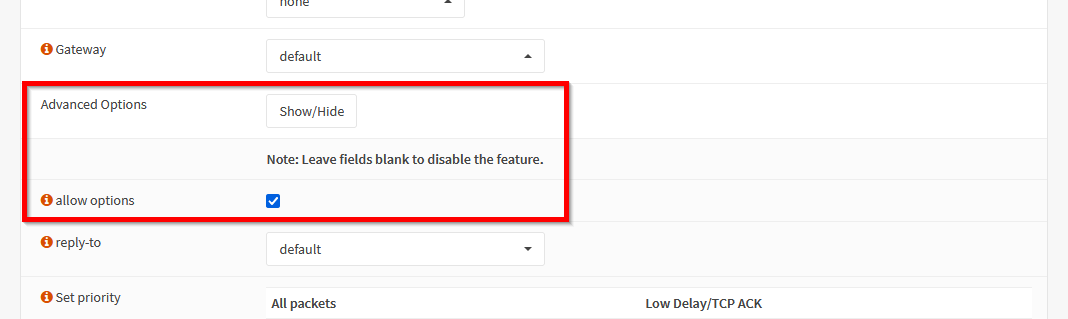 none
Gateway
default
Advanced Options
Show/Hide
Note: Leave fields blank to disable the feature.
allow options
reply-to
default
Set priority
All packets Low Delay/TCP ACK